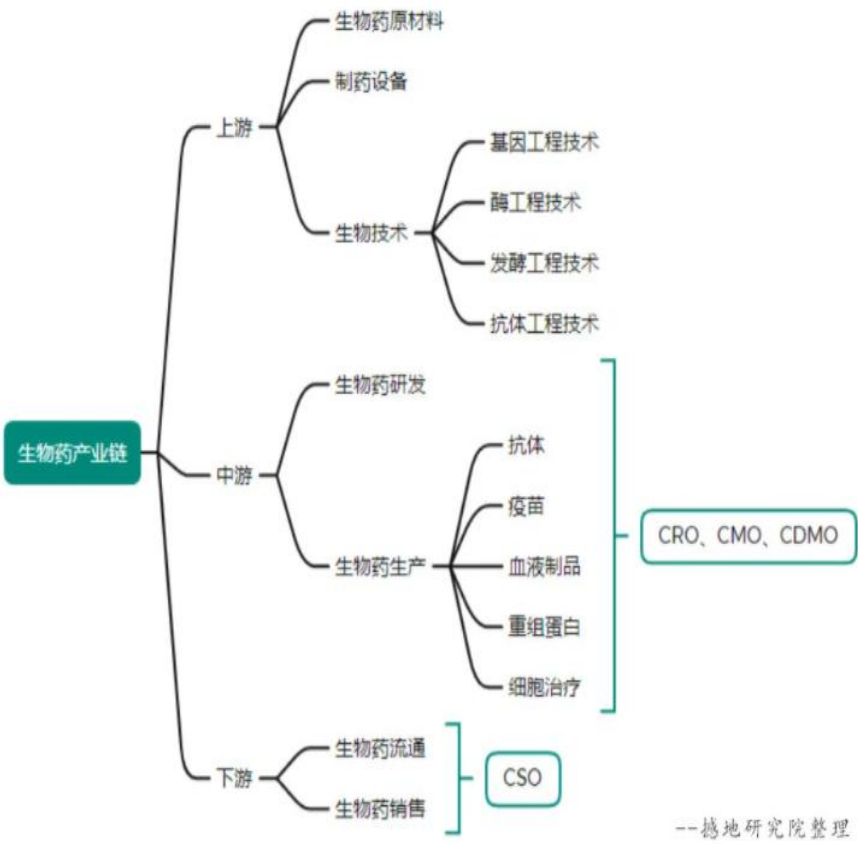 生物药产业链
上游
生物药原材料
制药设备
生物技术
基因工程技术
酶工程技术
发酵工程技术
抗体工程技术
中游
生物药研发
生物药生产
抗体
疫苗
血液制品
重组蛋白
细胞治疗
CRO、CMO、CDMO
下游
生物药流通
生物药销售
CSO
--撼地研究院整理